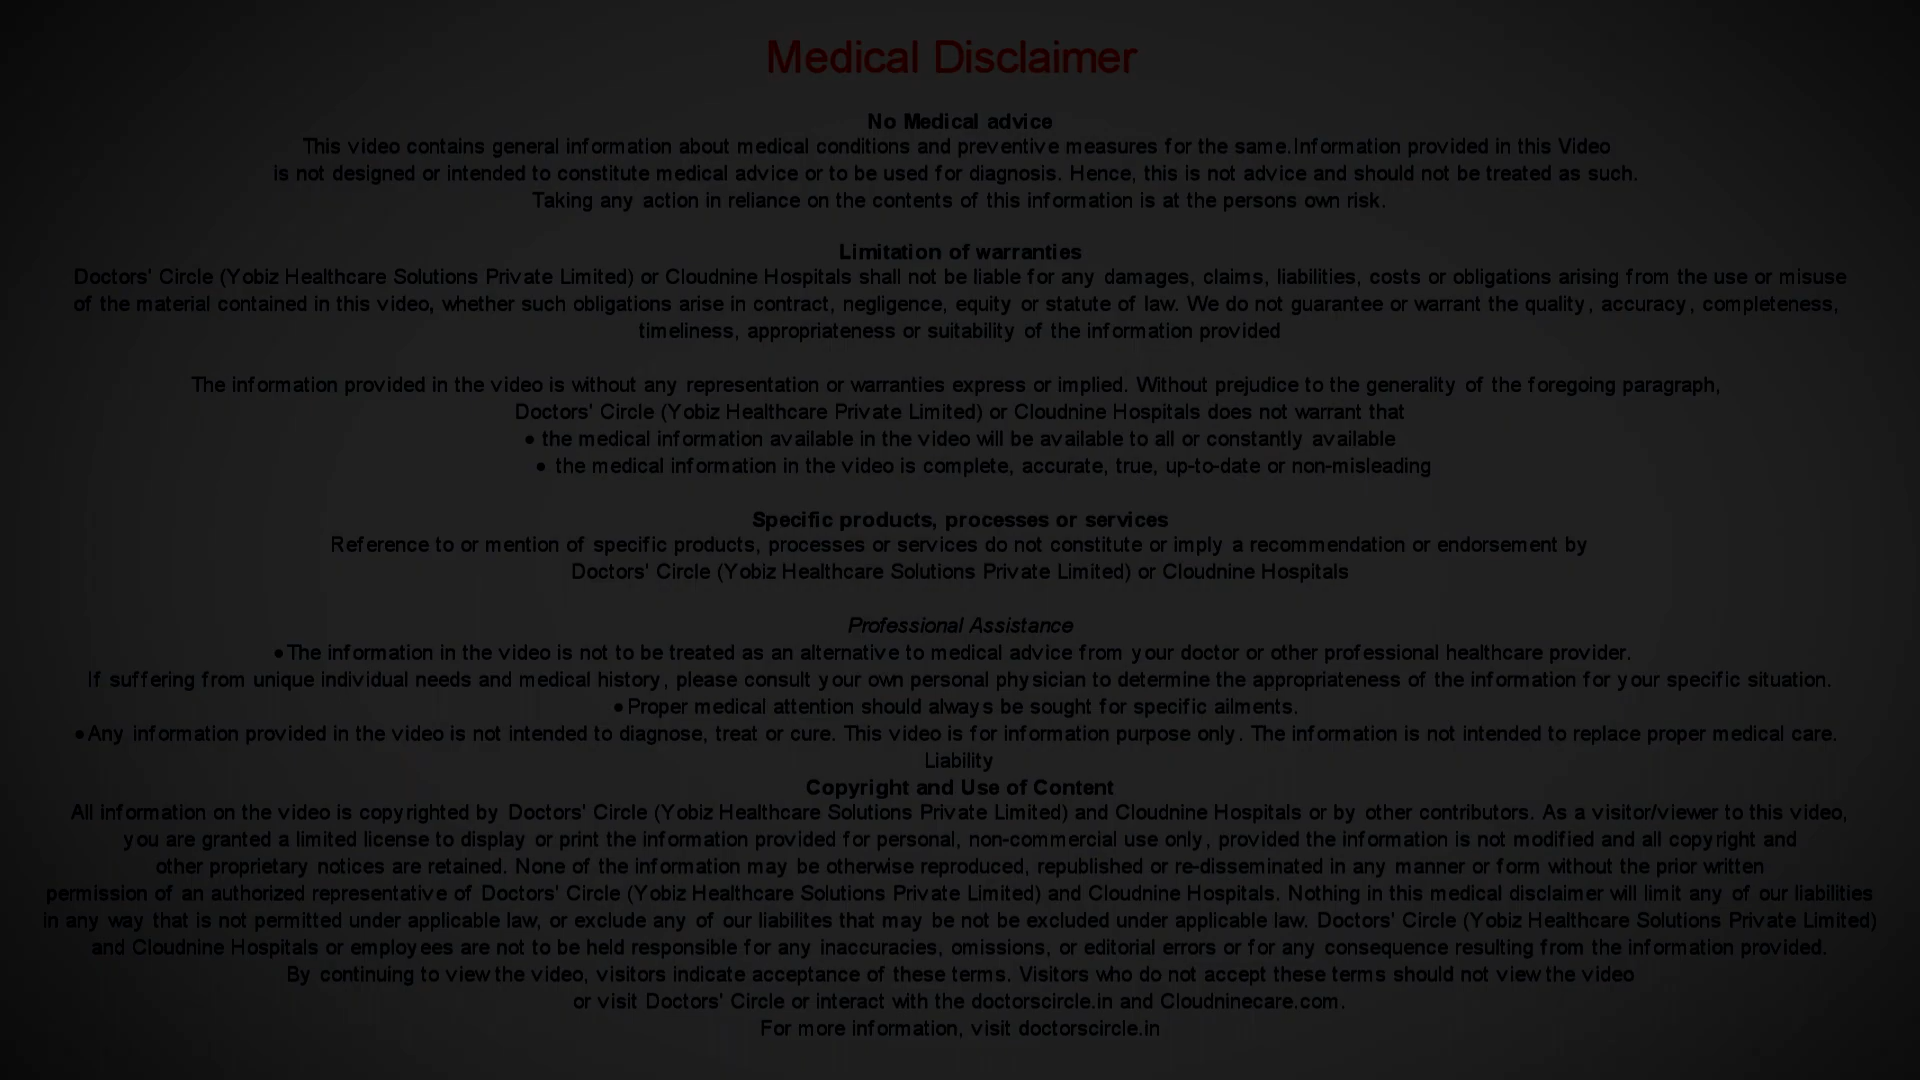 Medical Disclaimer
No Medical advice
This video contains general information about medical conditions and preventive measures for the same.Information provided in this Video
is not designed or intended to constitute medical advice or to be used for diagnosis. Hence, this is not advice and should not be treated as such.
Taking any action in reliance on the contents of this information is at the persons own risk.
Limitation of warranties
Doctors' Circle (Yobiz Healthcare Solutions Private Limited) or Cloudnine Hospitals shall not be liable for any damages, claims, liabilities, costs or obligations arising from the use or misuse
of the material contained in this video, whether such obligations arise in contract, negligence, equity or statute of law. We do not guarantee or warrant the quality, accuracy, completeness,
timeliness, appropriateness or suitability of the information provided
The information provided in the video is without any representation or warranties express or implied. Without prejudice to the generality of the foregoing paragraph,
Doctors' Circle (Yobiz Healthcare Private Limited) or Cloudnine Hospitals does not warrant that
● the medical information available in the video will be available to all or constantly available
● the medical information in the video is complete, accurate, true, up-to-date or non-misleading
Specific products, processes or services
Reference to or mention of specific products, processes or services do not constitute or imply a recommendation or endorsement by
Doctors' Circle (Yobiz Healthcare Solutions Private Limited) or Cloudnine Hospitals
Professional Assistance
●The information in the video is not to be treated as an alternative to medical advice from your doctor or other professional healthcare provider.
If suffering from unique individual needs and medical history, please consult your own personal physician to determine the appropriateness of the information for your specific situation.
●Proper medical attention should always be sought for specific ailments.
●Any information provided in the video is not intended to diagnose, treat or cure. This video is for information purpose only. The information is not intended to replace proper medical care.
Liability
Copyright and Use of Content
All information on the video is copyrighted by Doctors' Circle (Yobiz Healthcare Solutions Private Limited) and Cloudnine Hospitals or by other contributors. As a visitor/viewer to this video,
you are granted a limited license to display or print the information provided for personal, non-commercial use only, provided the information is not modified and all copyright and
other proprietary notices are retained. None of the information may be otherwise reproduced, republished or re-disseminated in any manner or form without the prior written
permission of an authorized representative of Doctors' Circle (Yobiz Healthcare Solutions Private Limited) and Cloudnine Hospitals. Nothing in this medical disclaimer will limit any of our liabilities
in any way that is not permitted under applicable law, or exclude any of our liabilites that may be not be excluded under applicable law. Doctors' Circle (Yobiz Healthcare Solutions Private Limited)
and Cloudnine Hospitals or employees are not to be held responsible for any inaccuracies, omissions, or editorial errors or for any consequence resulting from the information provided.
By continuing to view the video, visitors indicate acceptance of these terms. Visitors who do not accept these terms should not view the video
or visit Doctors' Circle or interact with the doctorscircle.in and Cloudninecare.com.
For more information, visit doctorscircle.in